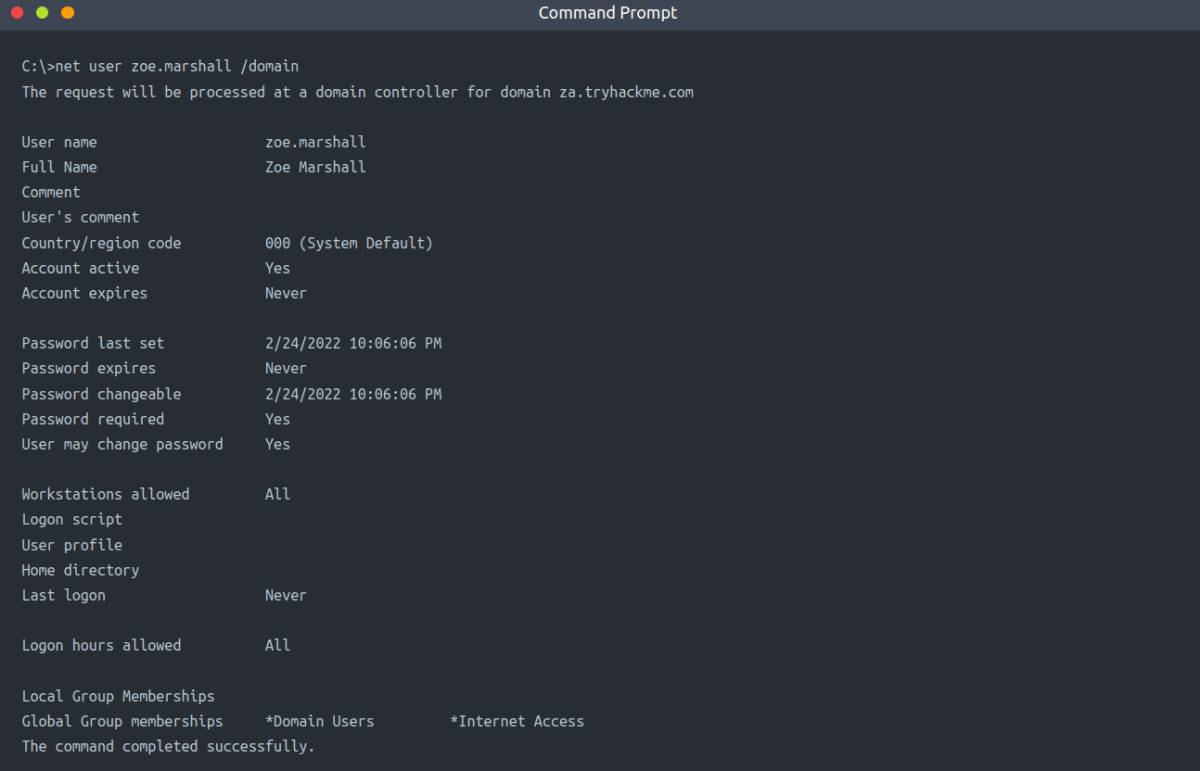 Command Prompt
C:\>net user zoe.marshall /domain
The request will be processed at a domain controller for domain za.tryhackme.com
User name                    zoe.marshall
Full Name                    Zoe Marshall
Comment
User's comment
Country/region code          000 (System Default)
Account active               Yes
Account expires              Never
Password last set            2/24/2022 10:06:06 PM
Password expires             Never
Password changeable          2/24/2022 10:06:06 PM
Password required            Yes
User may change password     Yes
Workstations allowed         All
Logon script
User profile
Home directory
Last logon                   Never
Logon hours allowed          All
Local Group Memberships
Global Group memberships     *Domain Users         *Internet Access
The command completed successfully.